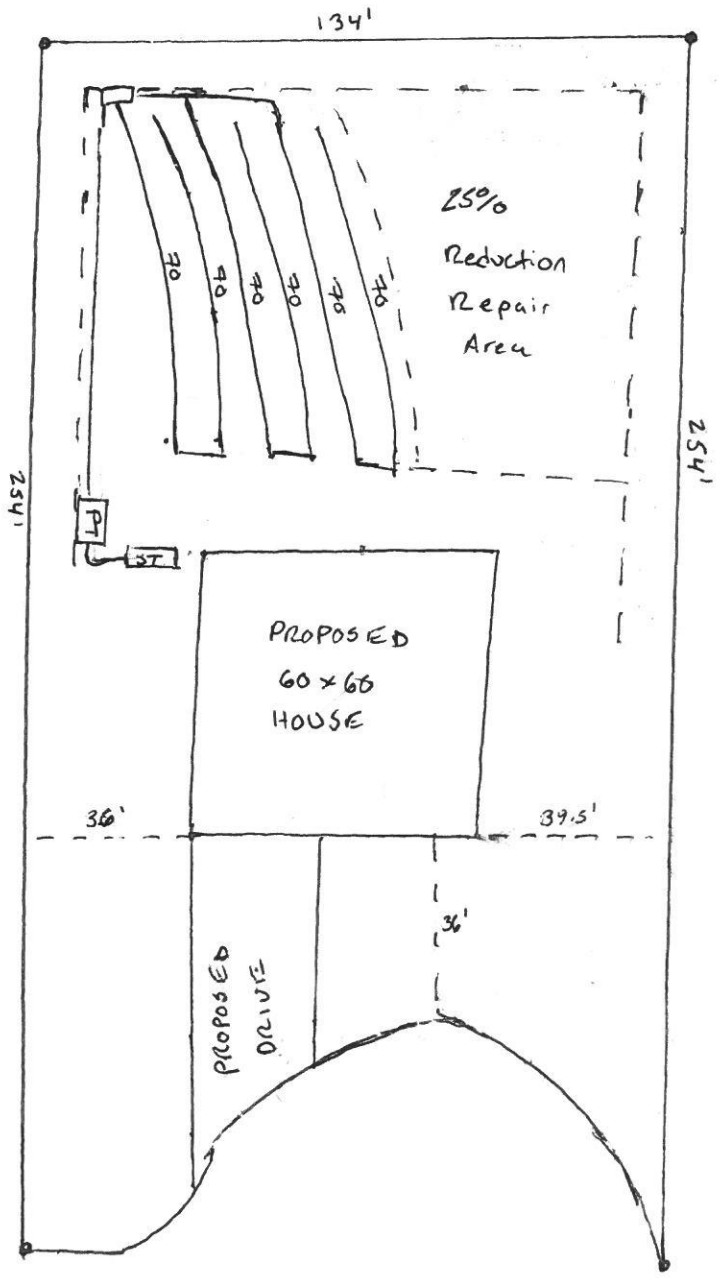 134'
25%
Reduction
Repair
Area
70
70
70
70
70
70
254'
254'
PT
ST
PROPOSED
60 x 60
HOUSE
36'
39.5'
36'
PROPOSED
DRIVE